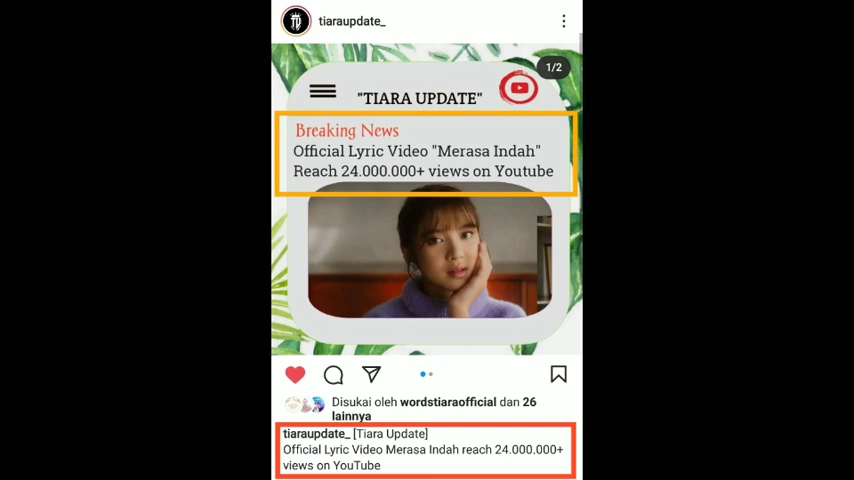 tiaraupdate_
1/2
"TIARA UPDATE"
Breaking News
Official Lyric Video "Merasa Indah"
Reach 24.000.000+ views on Youtube
Disukai oleh wordstiaraofficial dan 26
lainnya
tiaraupdate_ [Tiara Update]
Official Lyric Video Merasa Indah reach 24.000.000+
views on YouTube